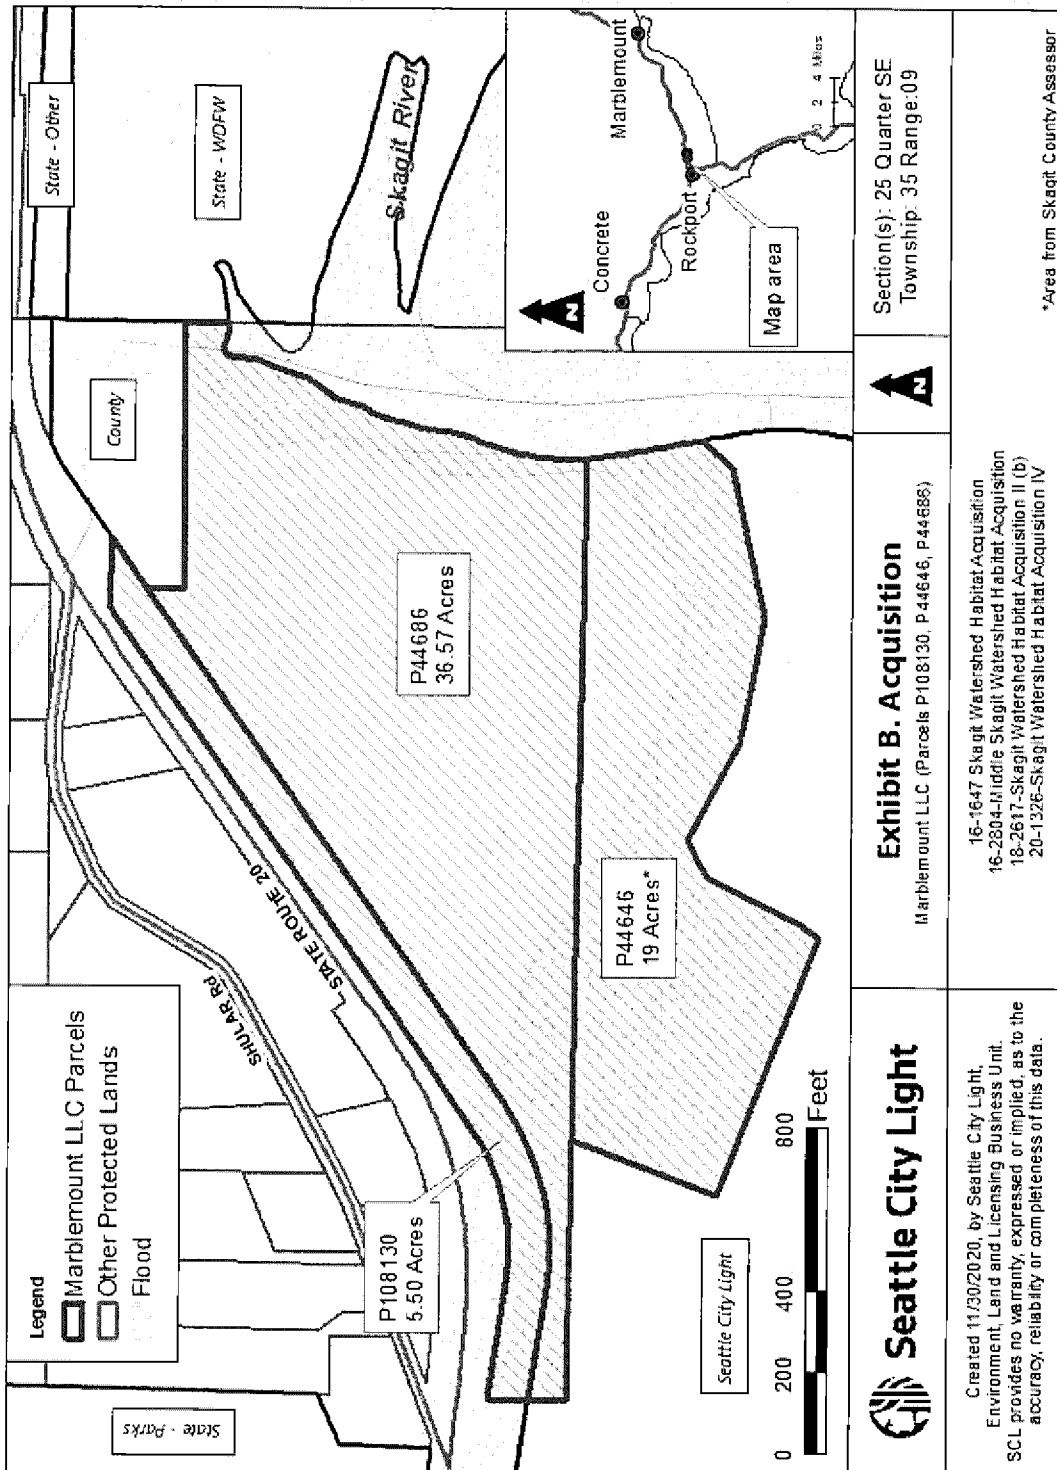 Legend
Marblemount LLC Parcels
Other Protected Lands
Flood
State - Parks
SHULAR Rd
STATE ROUTE 20
County
State - Other
State - WDFW
Skagit River
P108130
5.50 Acres
P44686
36.57 Acres
P44646
19 Acres*
Seattle City Light
0 200 400 800
Feet
N
Concrete
Rockport
Marblemount
Map area
0 2 4 Miles
Seattle City Light
Exhibit B. Acquisition
Marblemount LLC (Parcels P108130, P44646, P44686)
N
Section(s): 25 Quarter SE
Township: 35 Range:09
Created 11/30/2020, by Seattle City Light,
Environment, Land and Licensing Business Unit.
SCL provides no warranty, expressed or implied, as to the
accuracy, reliability or completeness of this data.
16-1647 Skagit Watershed Habitat Acquisition
16-2804-Middle Skagit Watershed Habitat Acquisition
18-2617-Skagit Watershed Habitat Acquisition II (b)
20-1326-Skagit Watershed Habitat Acquisition IV
*Area from Skagit County Assessor